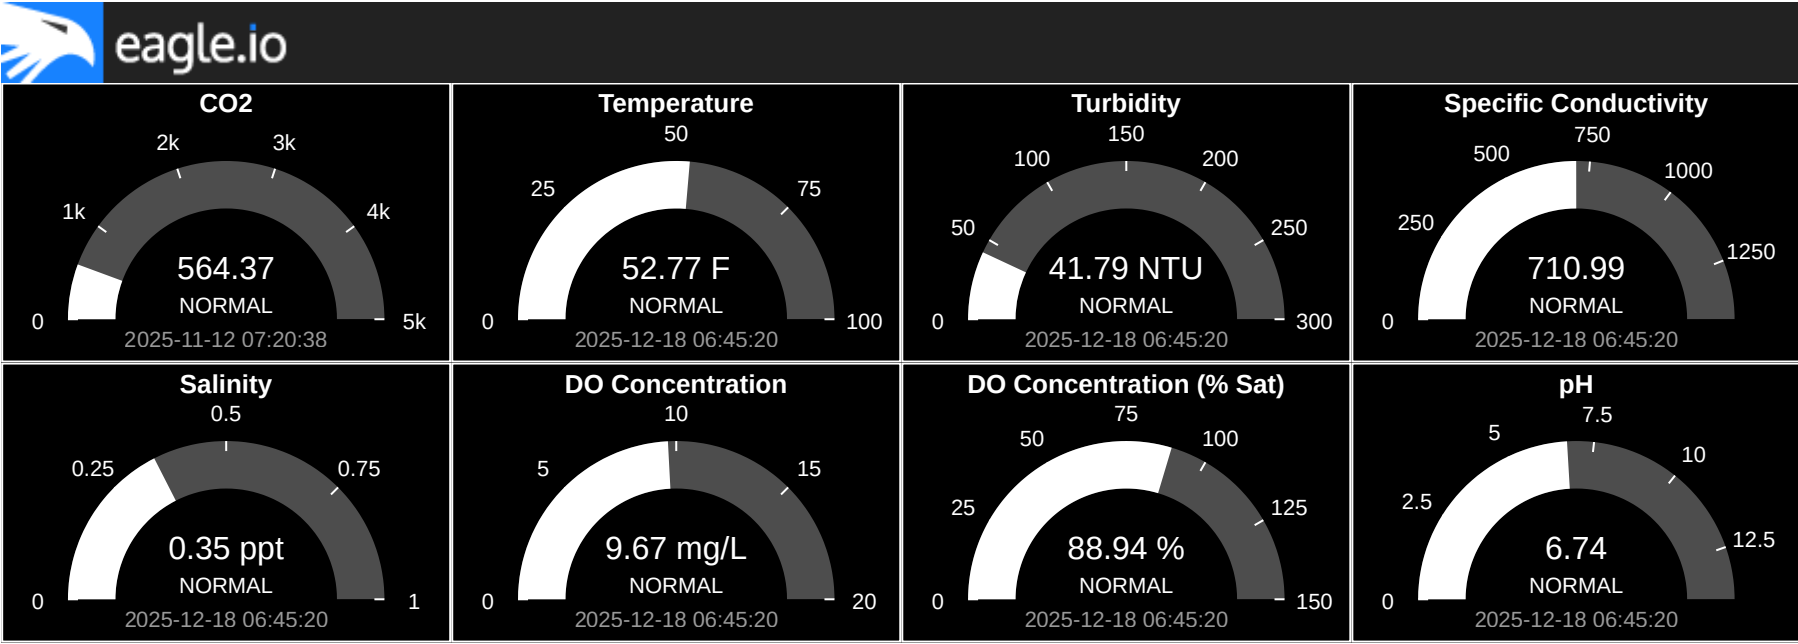 eagle.io
CO2
0
1k
2k
3k
4k
5k
564.37
NORMAL
2025-11-12 07:20:38
Temperature
0
25
50
75
100
52.77 F
NORMAL
2025-12-18 06:45:20
Turbidity
0
50
100
150
200
250
300
41.79 NTU
NORMAL
2025-12-18 06:45:20
Specific Conductivity
0
250
500
750
1000
1250
710.99
NORMAL
2025-12-18 06:45:20
Salinity
0
0.25
0.5
0.75
1
0.35 ppt
NORMAL
2025-12-18 06:45:20
DO Concentration
0
5
10
15
20
9.67 mg/L
NORMAL
2025-12-18 06:45:20
DO Concentration (% Sat)
0
25
50
75
100
125
150
88.94 %
NORMAL
2025-12-18 06:45:20
pH
0
2.5
5
7.5
10
12.5
6.74
NORMAL
2025-12-18 06:45:20